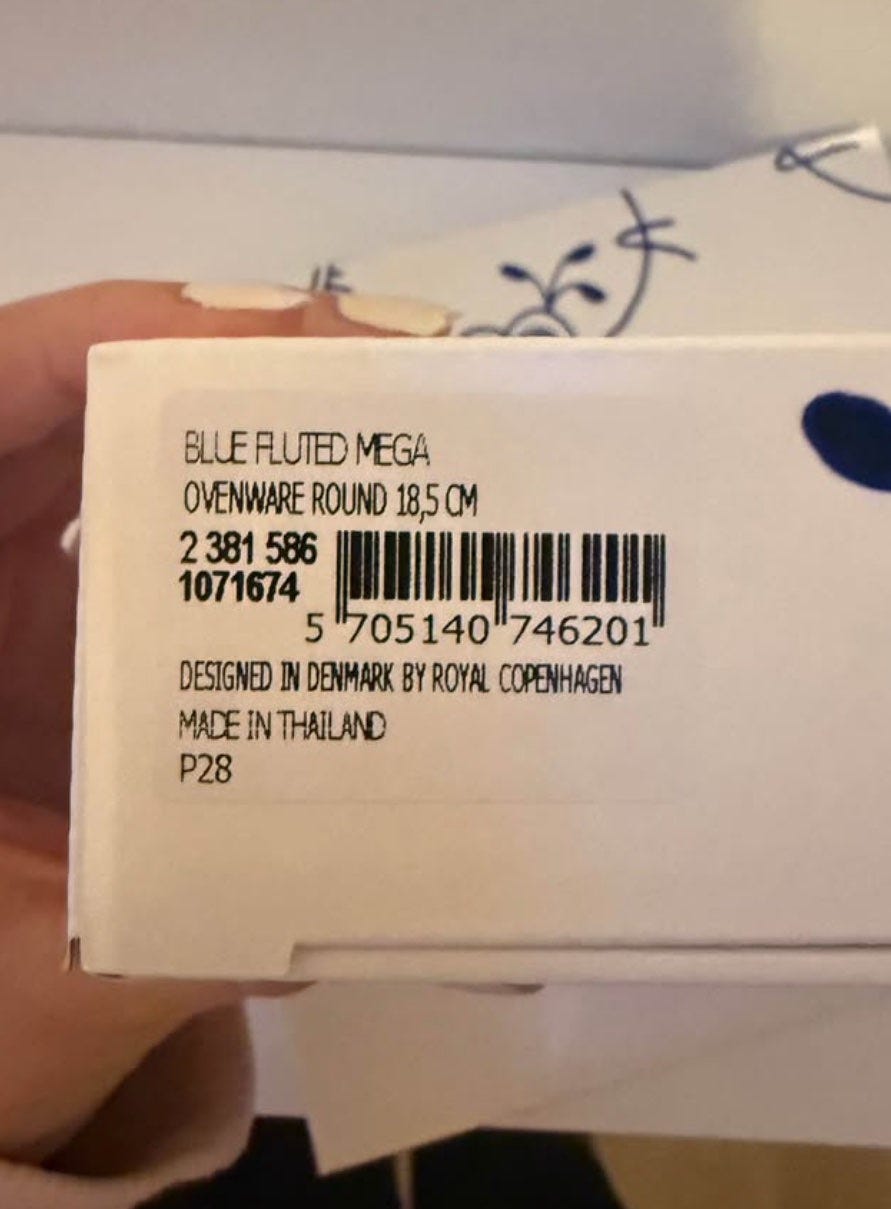 BLUE FLUTED MEGA
OVENWARE ROUND 18,5 CM
2 381 586
1071674
5 705140 746201
DESIGNED IN DENMARK BY ROYAL COPENHAGEN
MADE IN THAILAND
P28